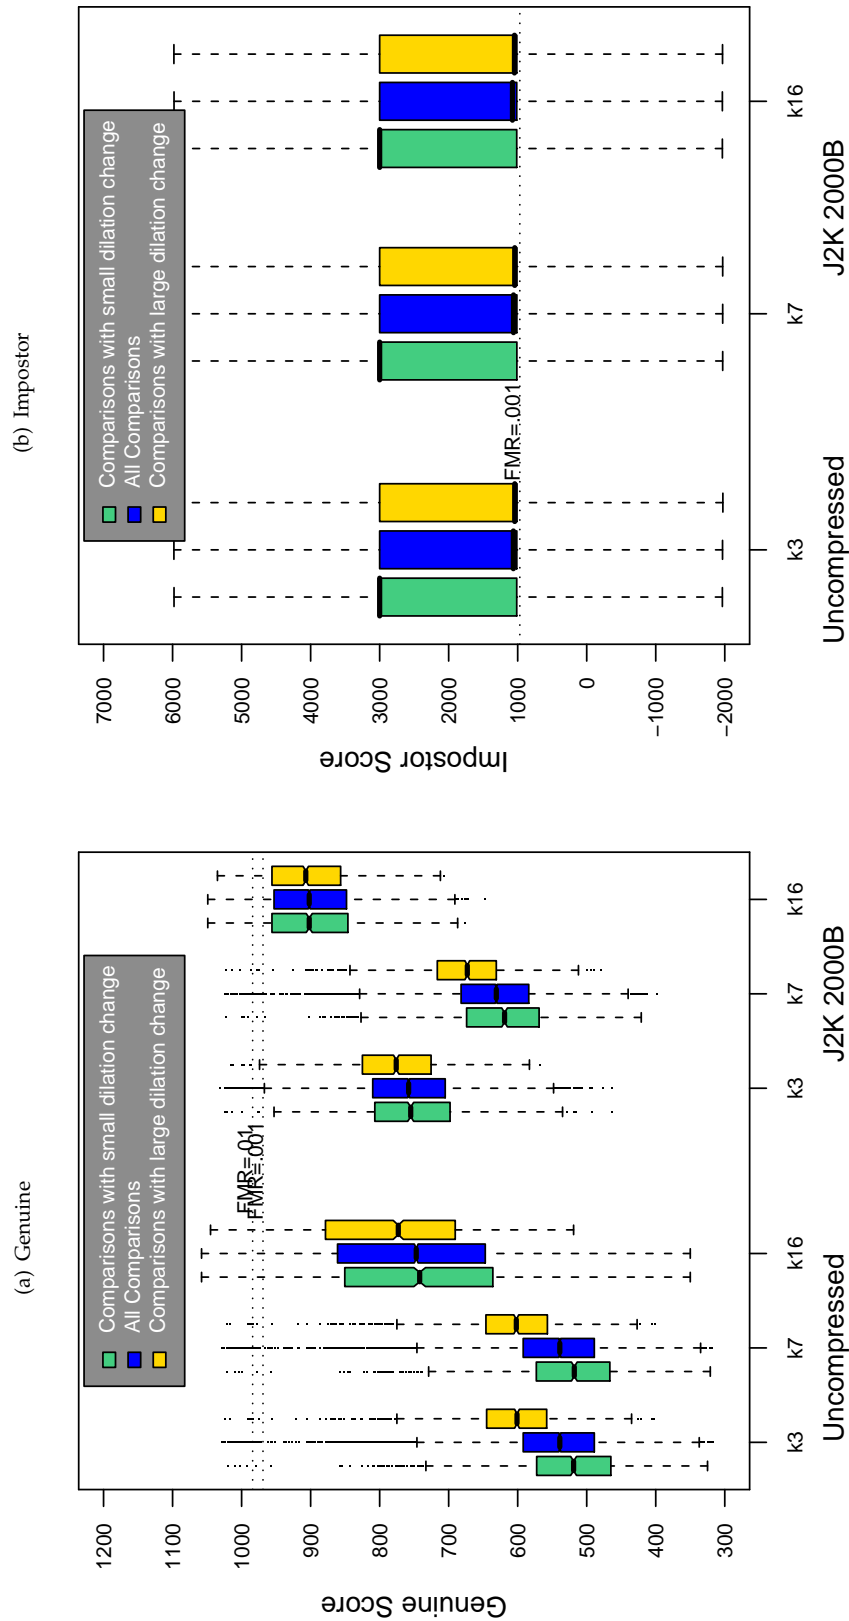 (a) Genuine
Genuine Score
300
400
500
600
700
800
900
1000
1100
1200
Comparisons with small dilation change
All Comparisons
Comparisons with large dilation change
FMR=.01
FMR=.001
k3
k7
k16
k3
k7
k16
Uncompressed
J2K 2000B
(b) Impostor
Impostor Score
−2000
−1000
0
1000
2000
3000
4000
5000
6000
7000
Comparisons with small dilation change
All Comparisons
Comparisons with large dilation change
FMR=.001
k3
k7
k16
Uncompressed
J2K 2000B